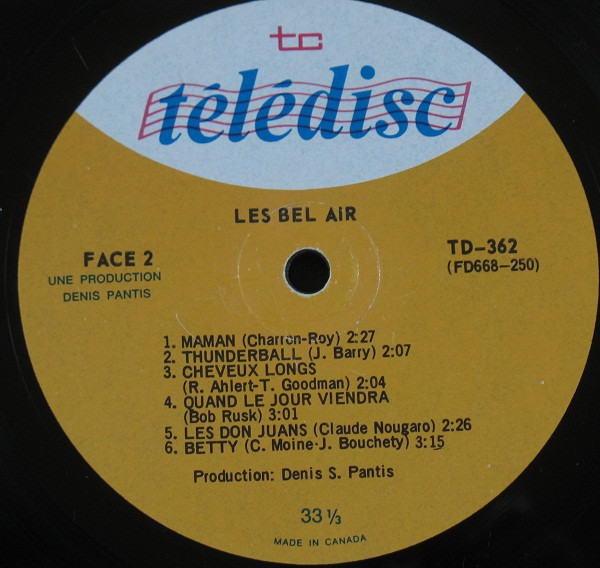 tc
télédisc
LES BEL AiR
FACE 2
UNE PRODUCTION
DENIS PANTIS
TD-362
(FD668-250)
1. MAMAN (Charron-Roy) 2:27
2. THUNDERBALL (J. Barry) 2:07
3. CHEVEUX LONGS
(R. Ahlert-T. Goodman) 2:04
4. QUAND LE JOUR VIENDRA
(Bob Rusk) 3:01
5. LES DON JUANS (Claude Nougaro) 2:26
6. BETTY (C. Moine-J. Bouchety) 3:15
Production: Denis S. Pantis
33 ⅓
MADE IN CANADA